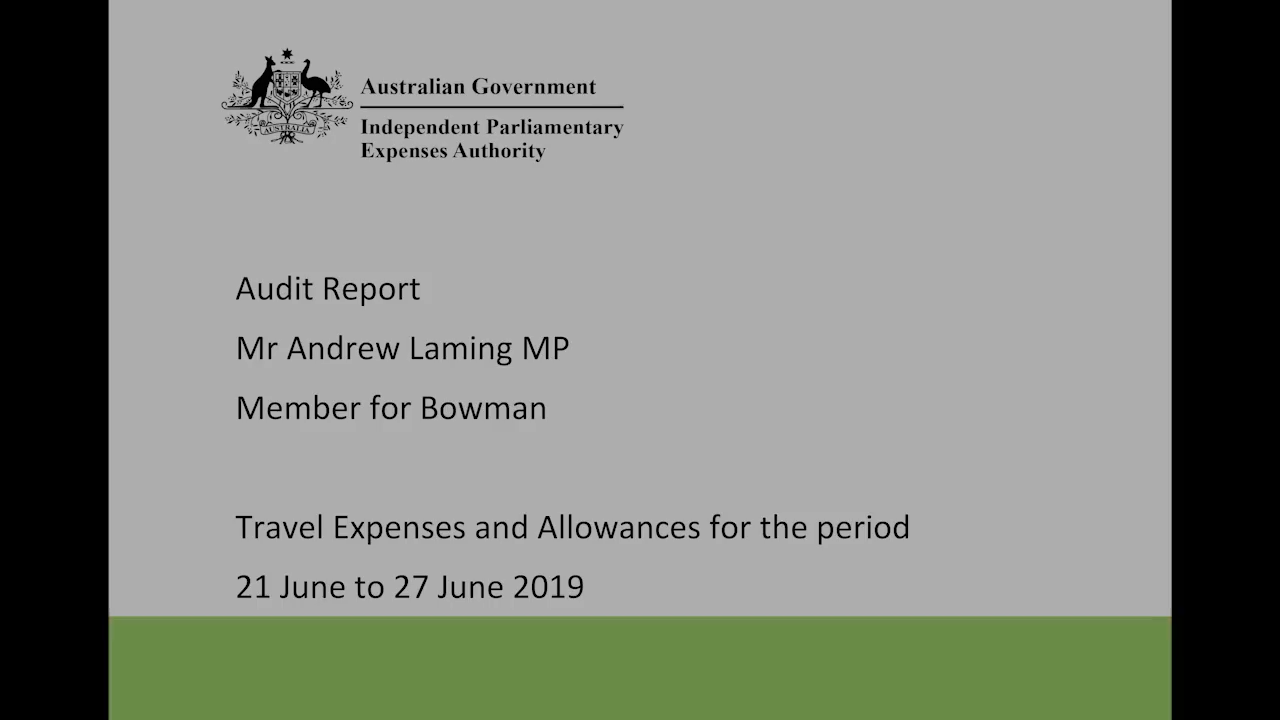 Australian Government
Independent Parliamentary
Expenses Authority
AUSTRALIA
Audit Report
Mr Andrew Laming MP
Member for Bowman
Travel Expenses and Allowances for the period
21 June to 27 June 2019